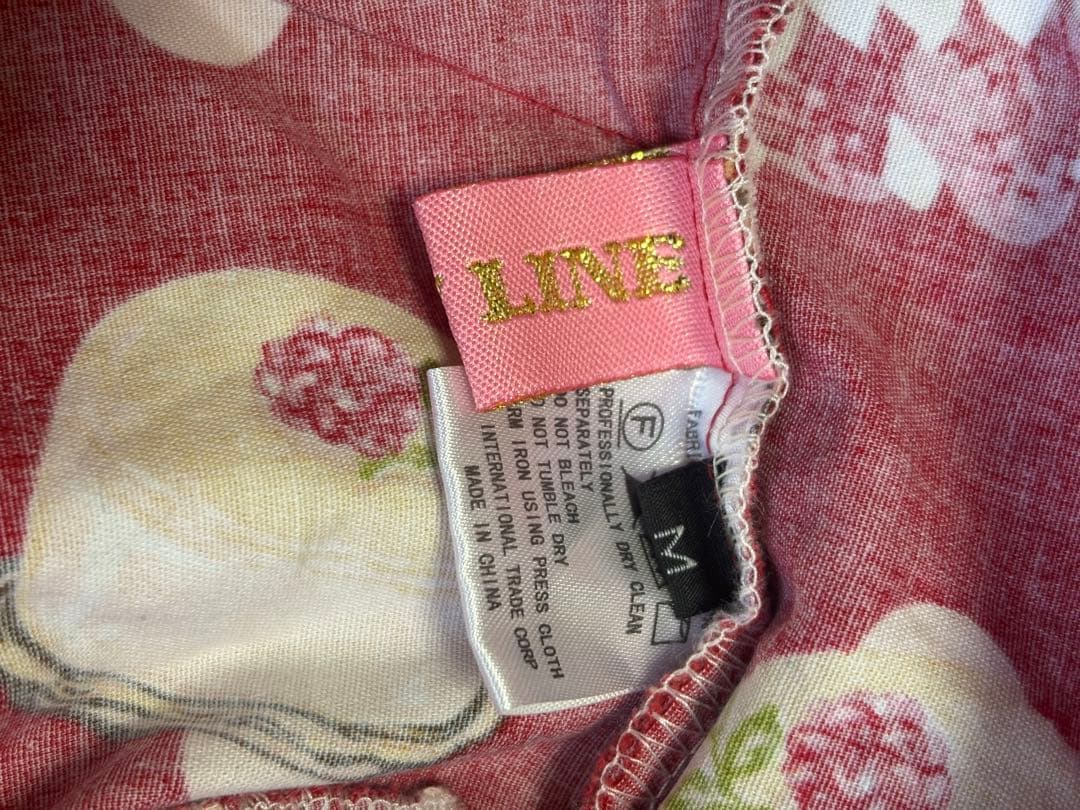 LINE
M
FABRI
F
PROFESSIONALLY DRY CLEAN
SEPARATELY
DO NOT BLEACH
NOT TUMBLE DRY
IRON USING PRESS CLOTH
INTERNATIONAL TRADE CORP
MADE IN CHINA